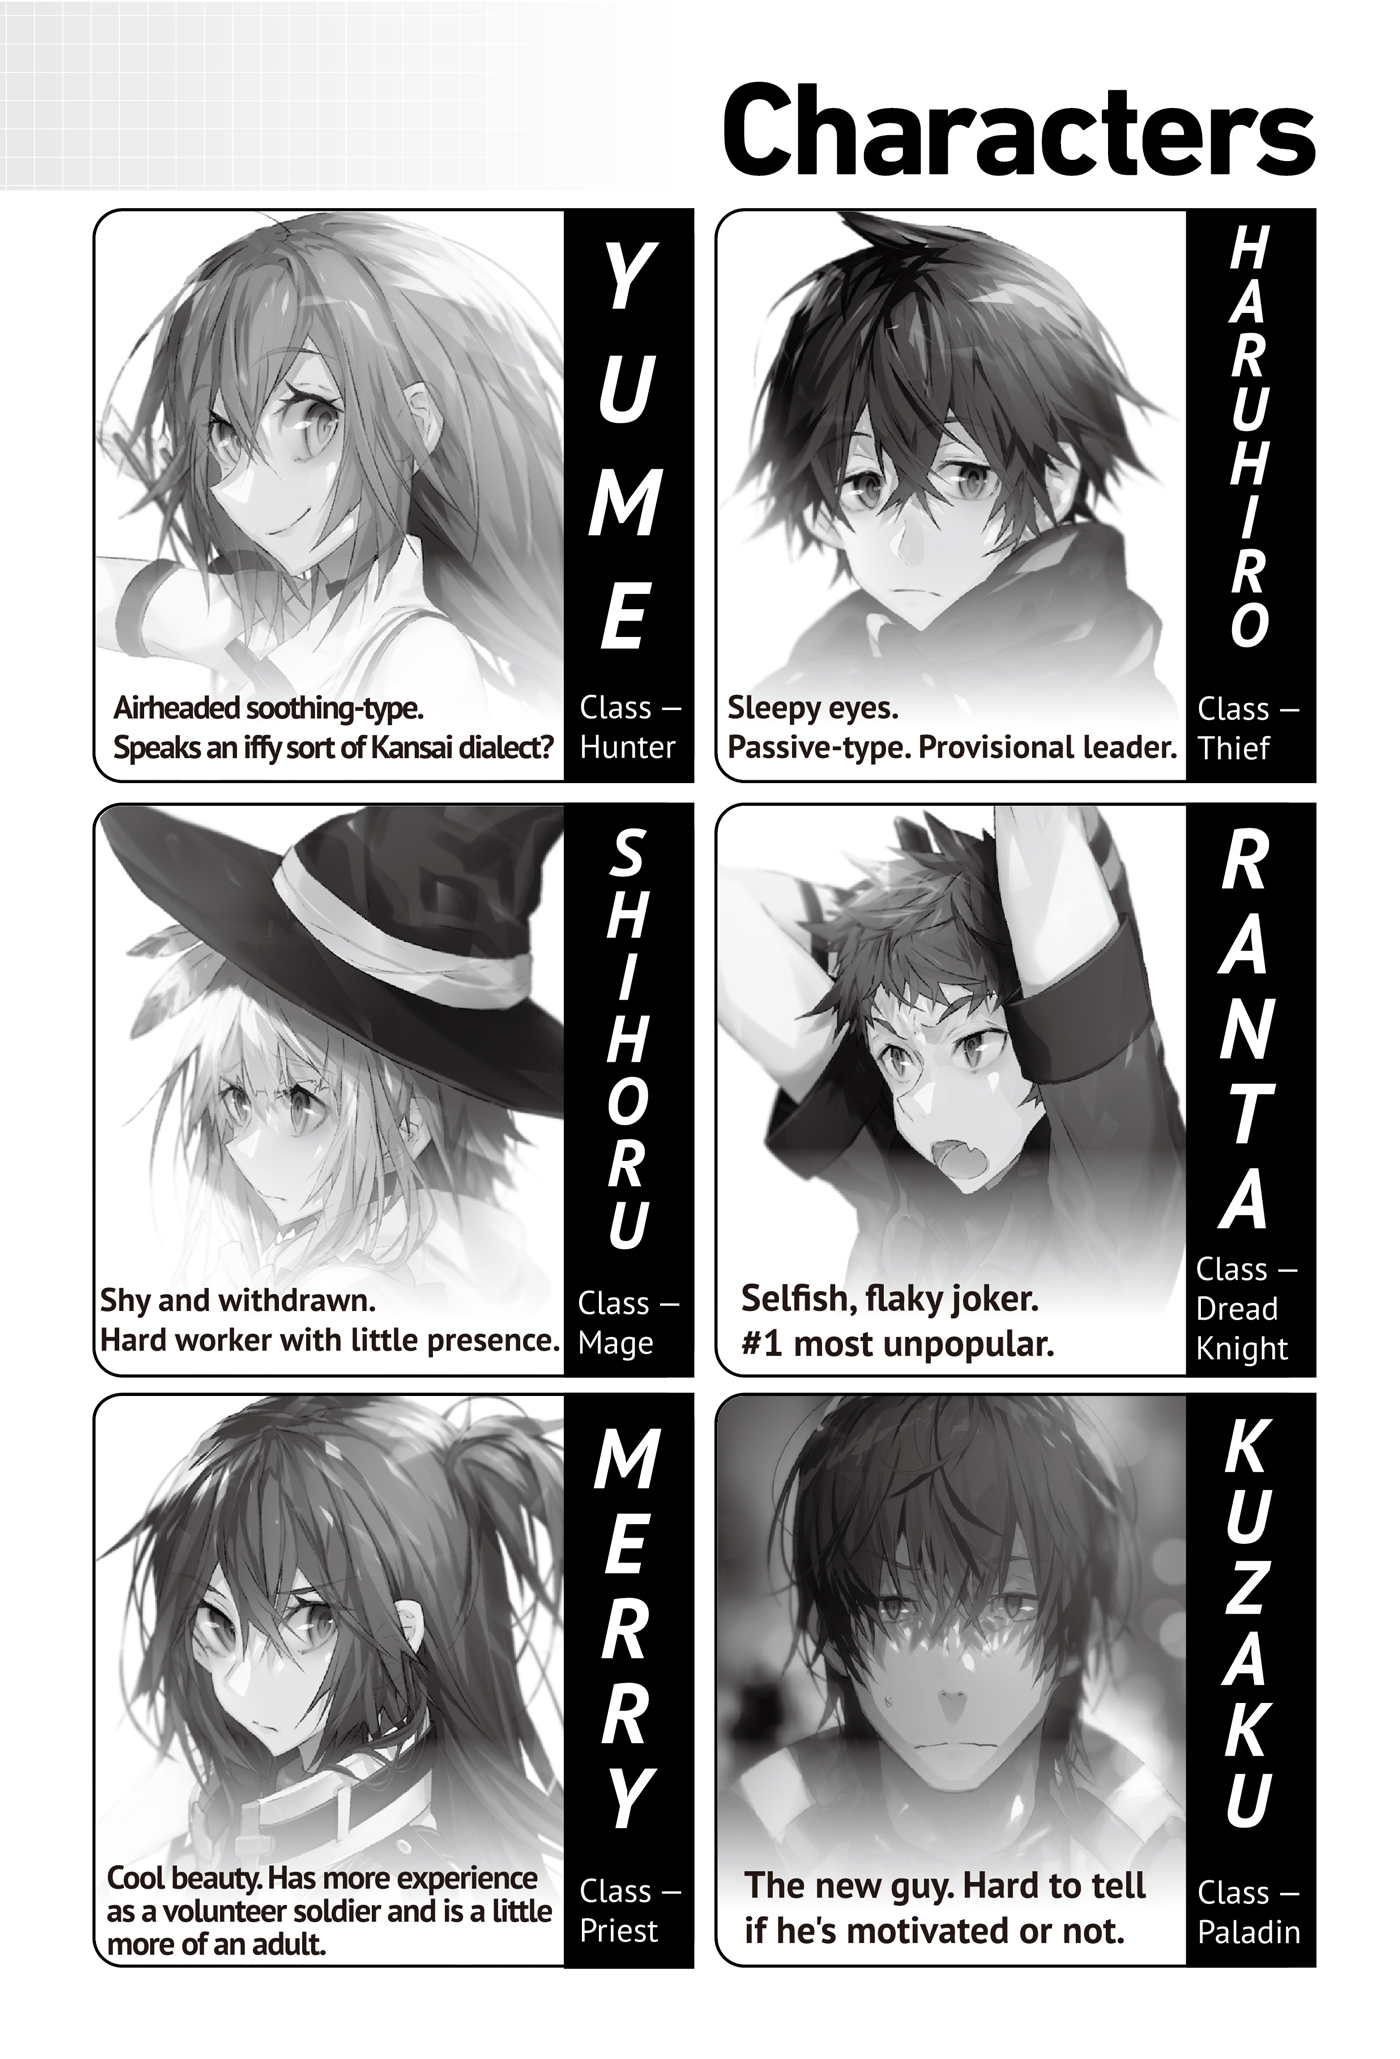 Characters
YUME
Class —
Hunter
Airheaded soothing-type.
Speaks an iffy sort of Kansai dialect?
HARUHIRO
Class —
Thief
Sleepy eyes.
Passive-type. Provisional leader.
SHIHORU
Class —
Mage
Shy and withdrawn.
Hard worker with little presence.
RANTA
Class —
Dread
Knight
Selfish, flaky joker.
#1 most unpopular.
MERRY
Class —
Priest
Cool beauty. Has more experience
as a volunteer soldier and is a little
more of an adult.
KUZAKU
Class —
Paladin
The new guy. Hard to tell
if he's motivated or not.